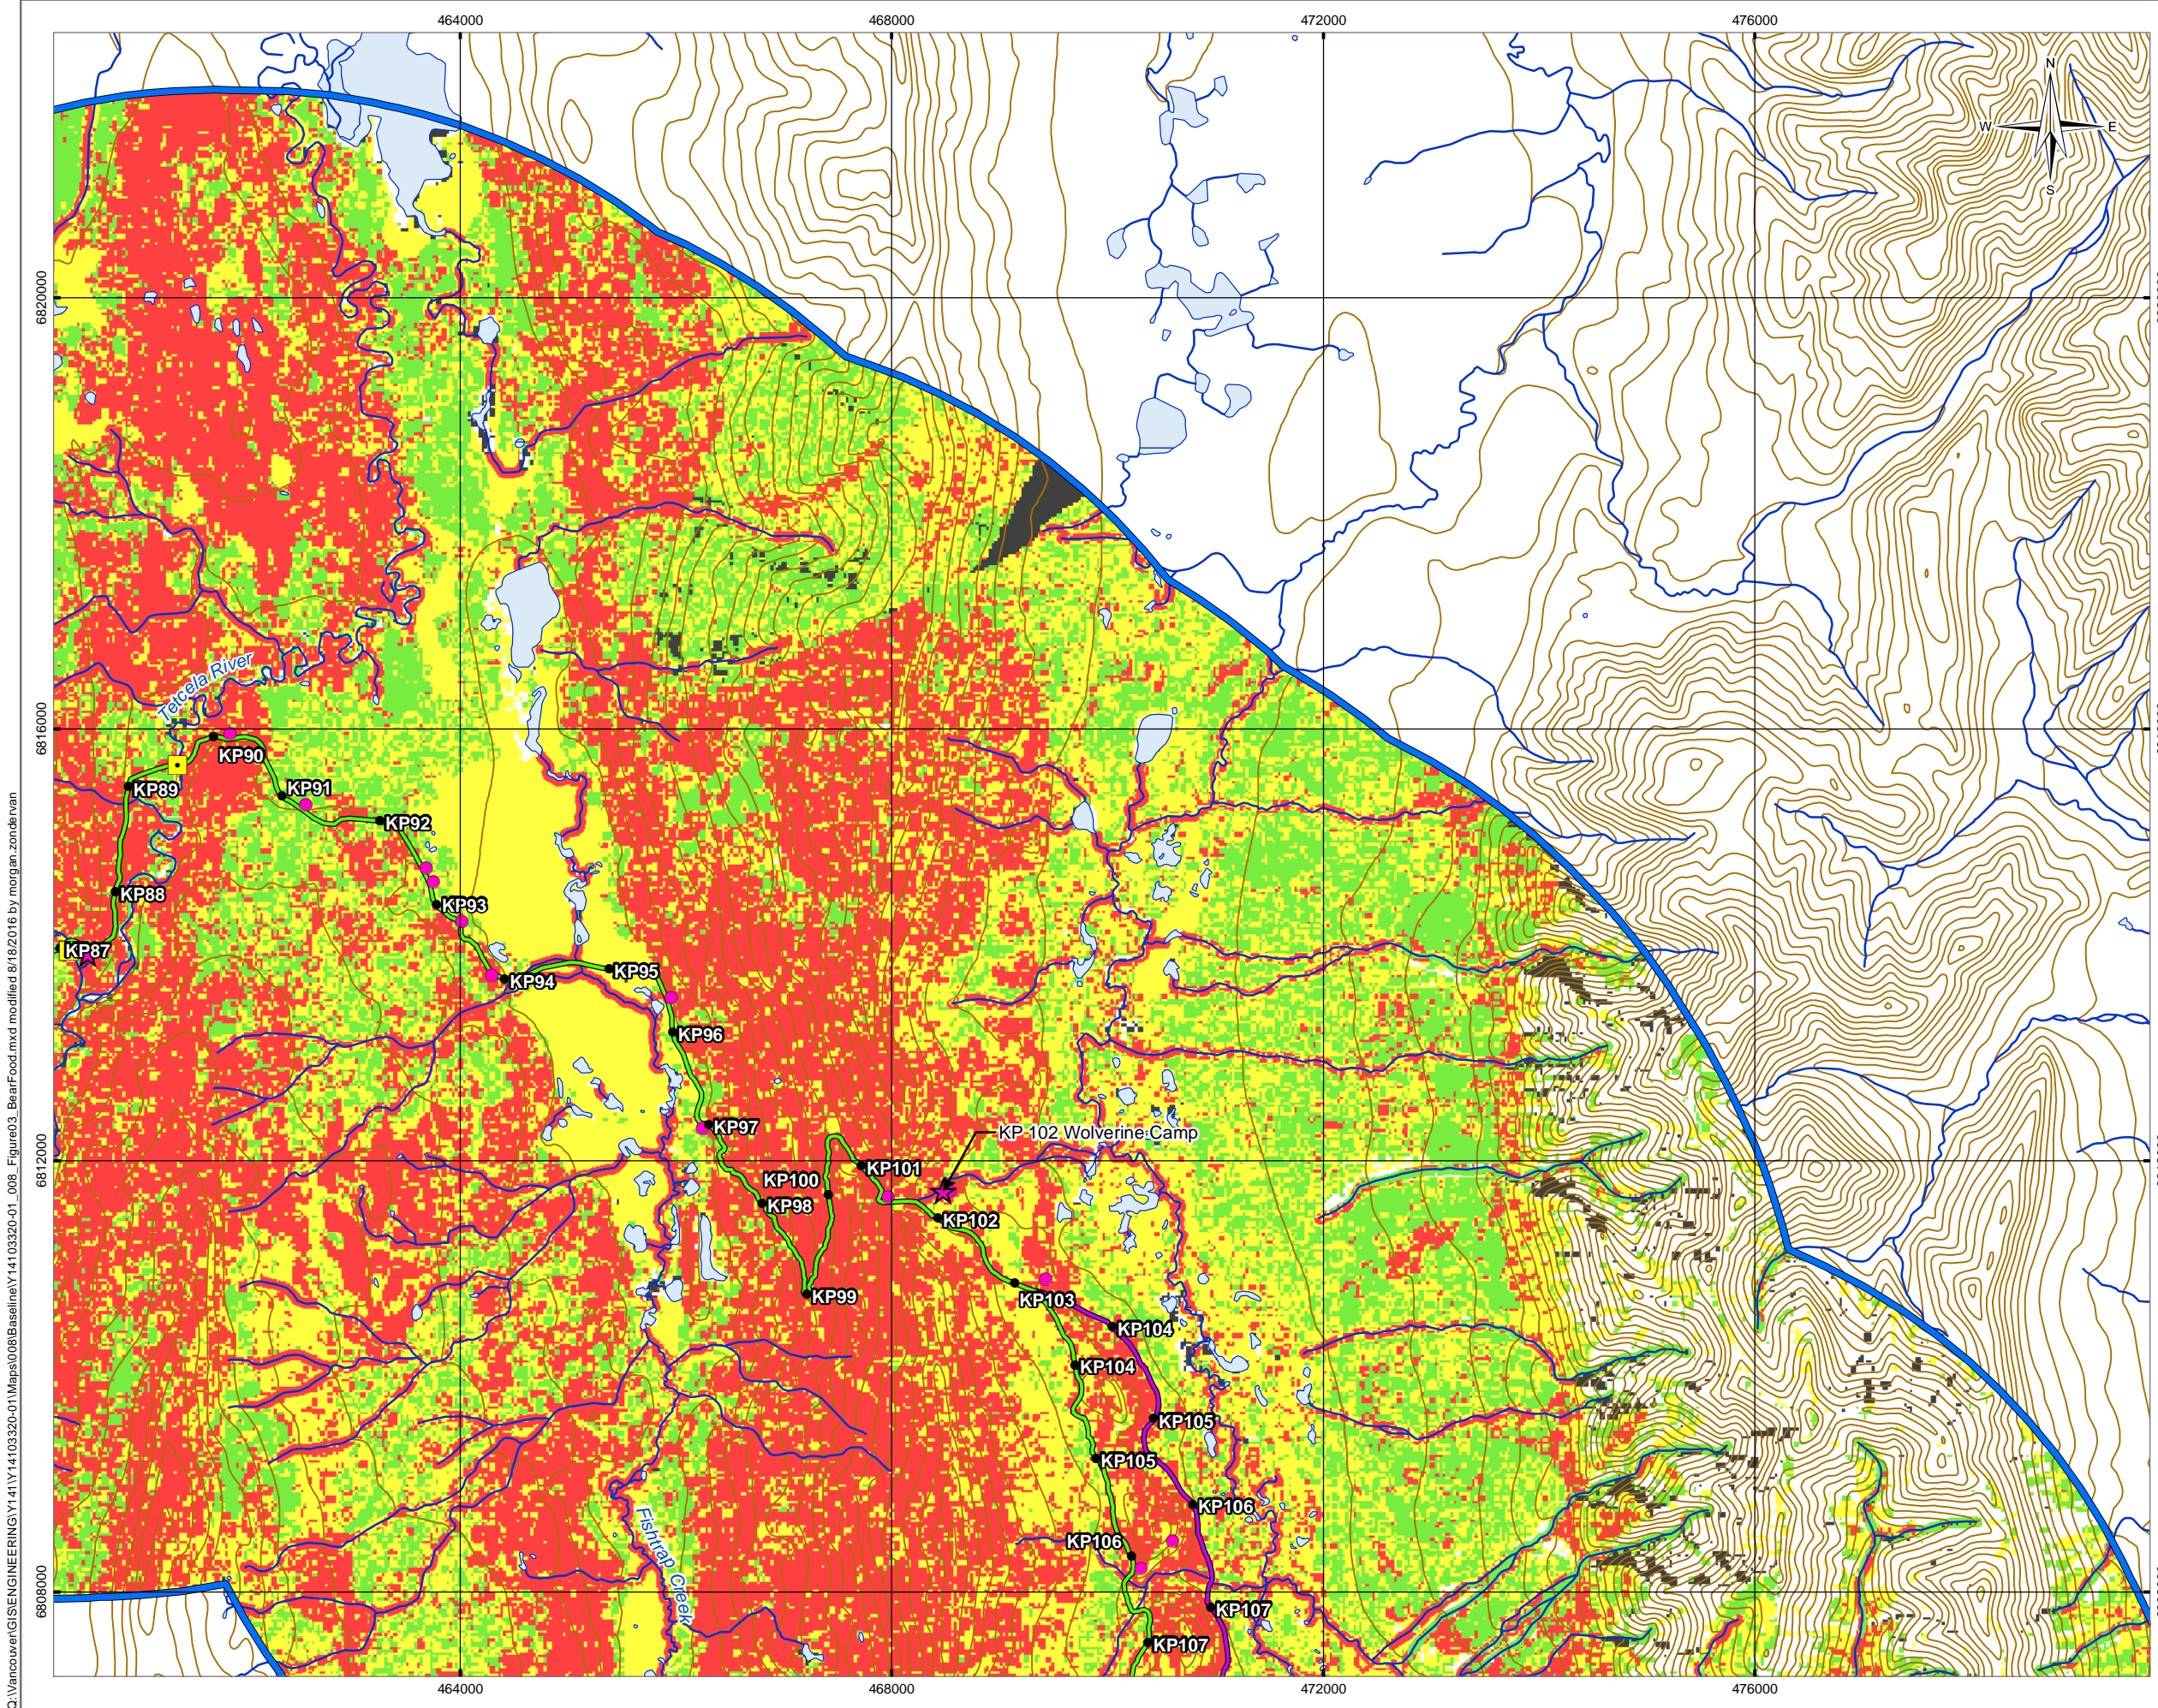 464000
468000
472000
476000
N
W
E
S
6820000
Tetcela River
6816000
KP90
KP89
KP91
KP92
KP88
KP93
KP87
KP95
KP94
KP96
KP97
KP 102 Wolverine Camp
6812000
KP101
KP100
KP98
KP102
KP99
KP103
KP104
KP104
KP105
KP105
KP106
KP106
Fishtrap Creek
6808000
KP107
KP107
464000
468000
472000
476000
Q:\Vancouver\GIS\ENGINEERING\Y141\Y14103320-01\Maps\008\Baseline\Y14103320-01_008_Figure03_BearFood.mxd modified 8/18/2016 by morgan.zondervan